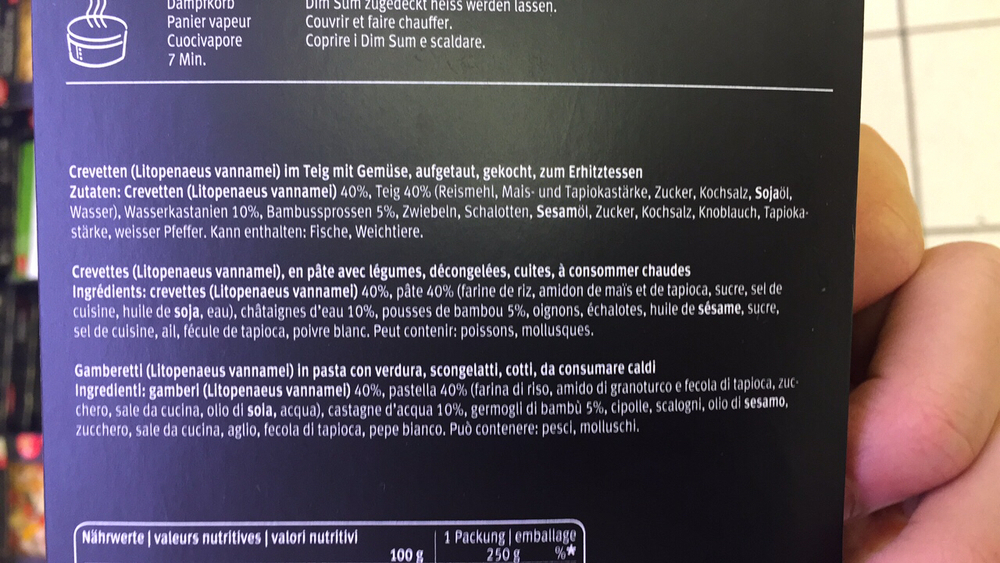 Dampfkorb
Panier vapeur
Cuocivapore
7 Min.
Dim Sum zugedeckt heiss werden lassen.
Couvrir et faire chauffer.
Coprire i Dim Sum e scaldare.
Crevetten (Litopenaeus vannamei) im Teig mit Gemüse, aufgetaut, gekocht, zum Erhitztessen
Zutaten: Crevetten (Litopenaeus vannamei) 40%, Teig 40% (Reismehl, Mais- und Tapiokastärke, Zucker, Kochsalz, Sojaöl,
Wasser), Wasserkastanien 10%, Bambussprossen 5%, Zwiebeln, Schalotten, Sesamöl, Zucker, Kochsalz, Knoblauch, Tapioka-
stärke, weisser Pfeffer. Kann enthalten: Fische, Weichtiere.
Crevettes (Litopenaeus vannamei), en pâte avec légumes, décongelées, cuites, à consommer chaudes
Ingrédients: crevettes (Litopenaeus vannamei) 40%, pâte 40% (farine de riz, amidon de maïs et de tapioca, sucre, sel de
cuisine, huile de soja, eau), châtaignes d'eau 10%, pousses de bambou 5%, oignons, échalotes, huile de sésame, sucre,
sel de cuisine, ail, fécule de tapioca, poivre blanc. Peut contenir: poissons, mollusques.
Gamberetti (Litopenaeus vannamei) in pasta con verdura, scongelatti, cotti, da consumare caldi
Ingredienti: gamberi (Litopenaeus vannamei) 40%, pastella 40% (farina di riso, amido di granoturco e fecola di tapioca, zuc-
chero, sale da cucina, olio di soia, acqua), castagne d'acqua 10%, germogli di bambù 5%, cipolle, scalogni, olio di sesamo,
zucchero, sale da cucina, aglio, fecola di tapioca, pepe bianco. Può contenere: pesci, molluschi.
Nährwerte | valeurs nutritives | valori nutritivi
100 g
1 Packung | emballage
250 g %*